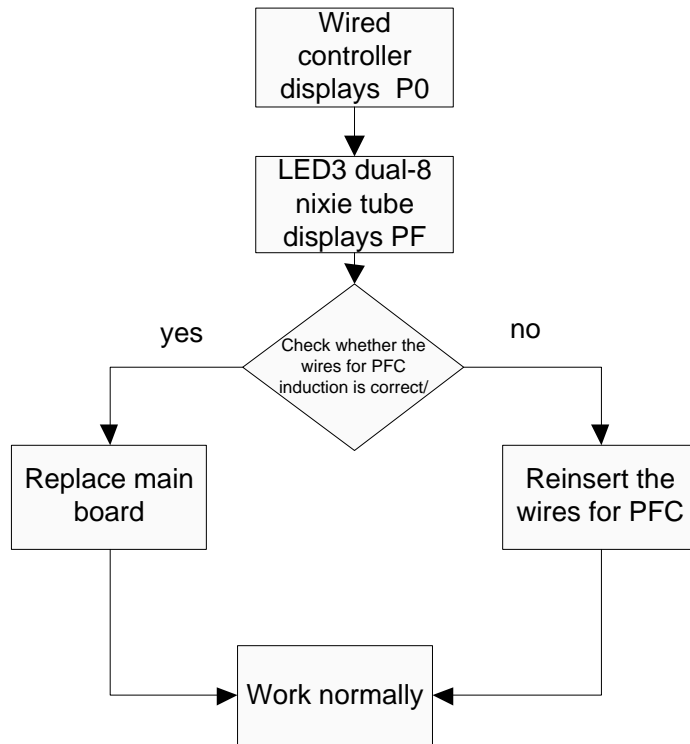 Wired
controller
displays P0
LED3 dual-8
nixie tube
displays PF
yes
no
Check whether the
wires for PFC
induction is correct/
Replace main
board
Reinsert the
wires for PFC
Work normally